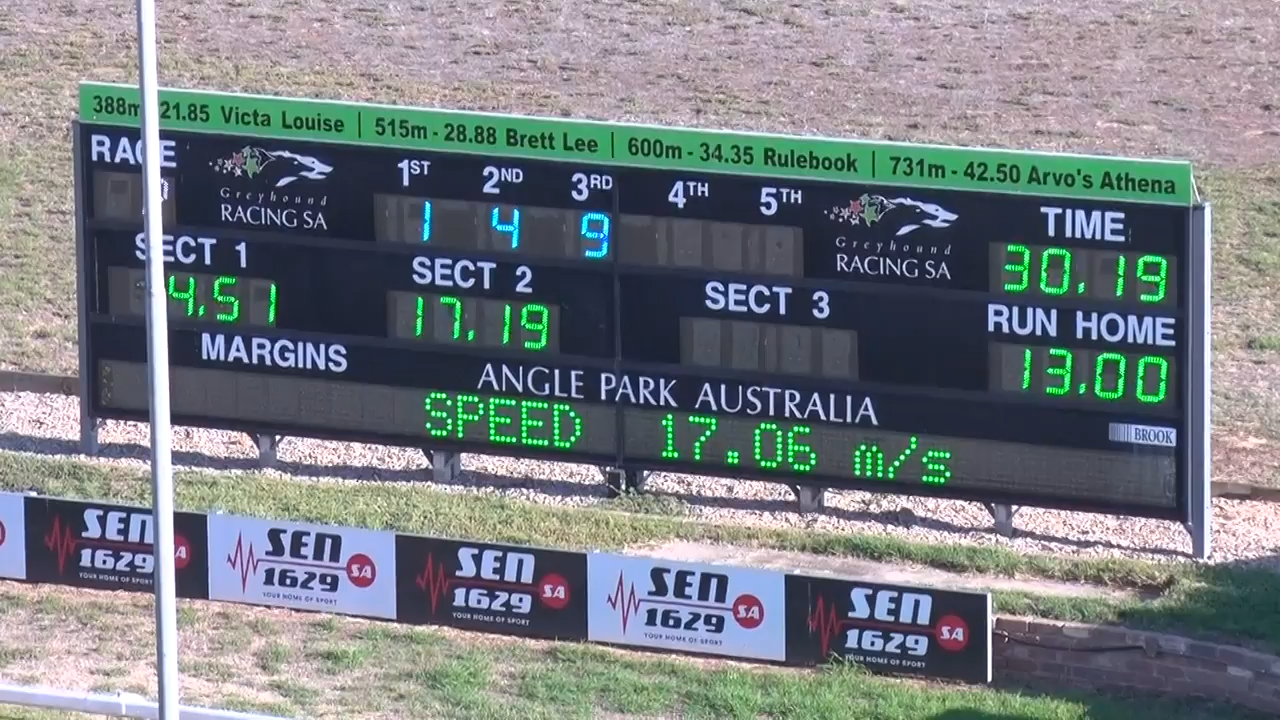 388m - 21.85 Victa Louise | 515m - 28.88 Brett Lee | 600m - 34.35 Rulebook | 731m - 42.50 Arvo's Athena
RACE
Greyhound
RACING SA
1ST 2ND 3RD 4TH 5TH
1 4 9
Greyhound
RACING SA
TIME
30.19
SECT 1
4.51
SECT 2
17.19
SECT 3
RUN HOME
13.00
MARGINS
ANGLE PARK AUSTRALIA
BROOK
SPEED 17.06 m/s
SEN
1629 SA
YOUR HOME OF SPORT
SEN
1629 SA
YOUR HOME OF SPORT
SEN
1629 SA
YOUR HOME OF SPORT
SEN
1629 SA
YOUR HOME OF SPORT
SEN
1629 SA
YOUR HOME OF SPORT